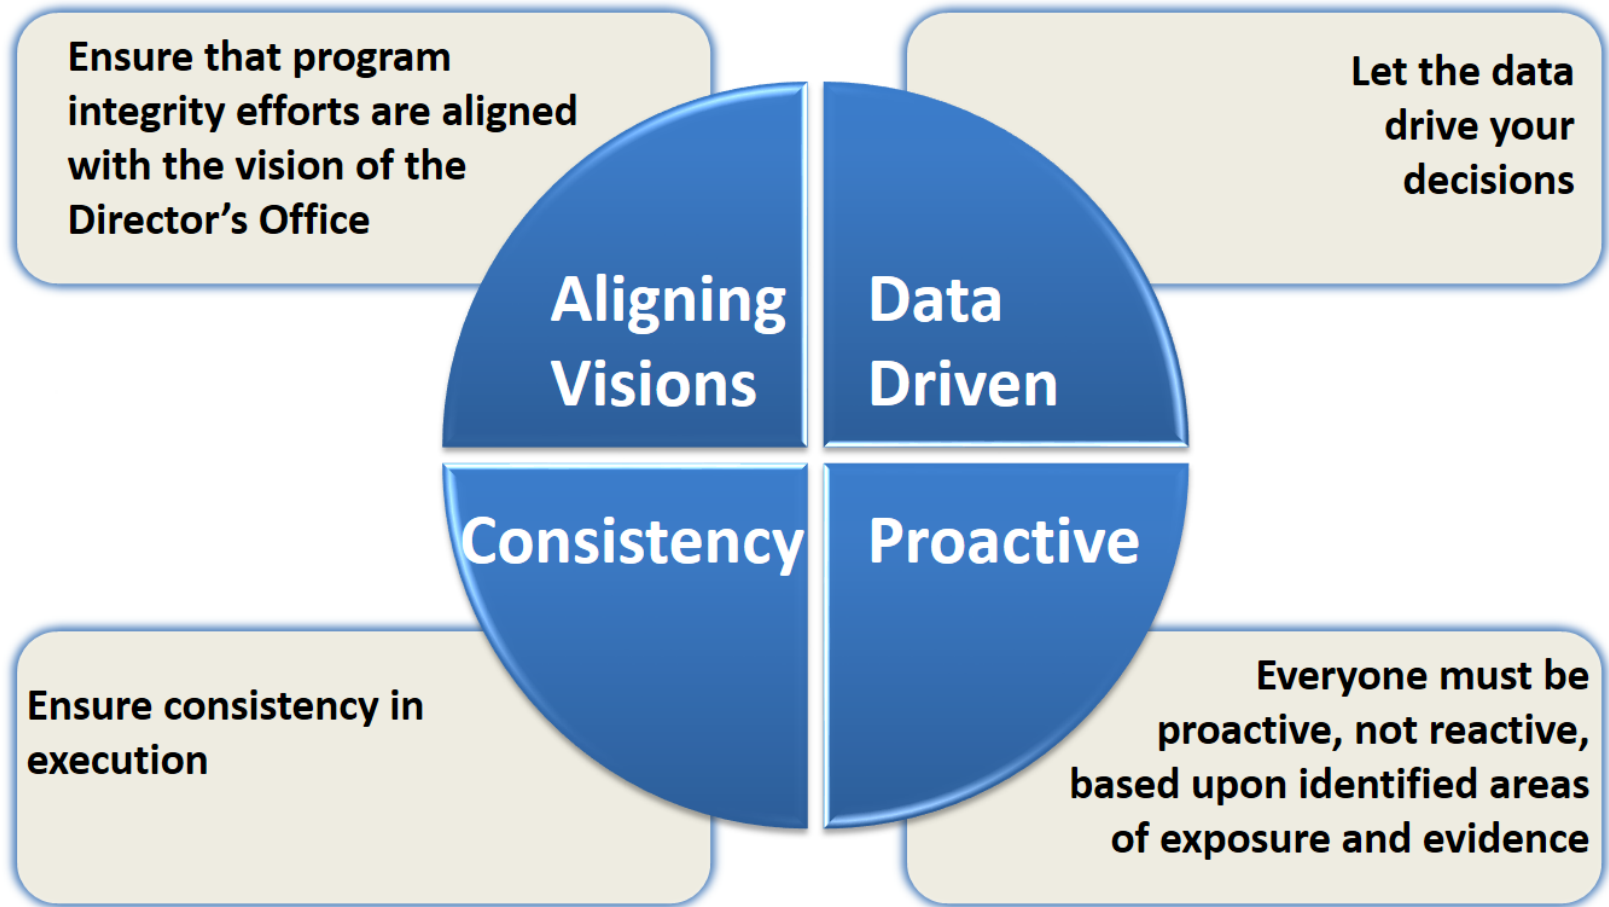 Ensure that program
integrity efforts are aligned
with the vision of the
Director’s Office
Let the data
drive your
decisions
Aligning
Visions
Data
Driven
Consistency
Proactive
Ensure consistency in
execution
Everyone must be
proactive, not reactive,
based upon identified areas
of exposure and evidence